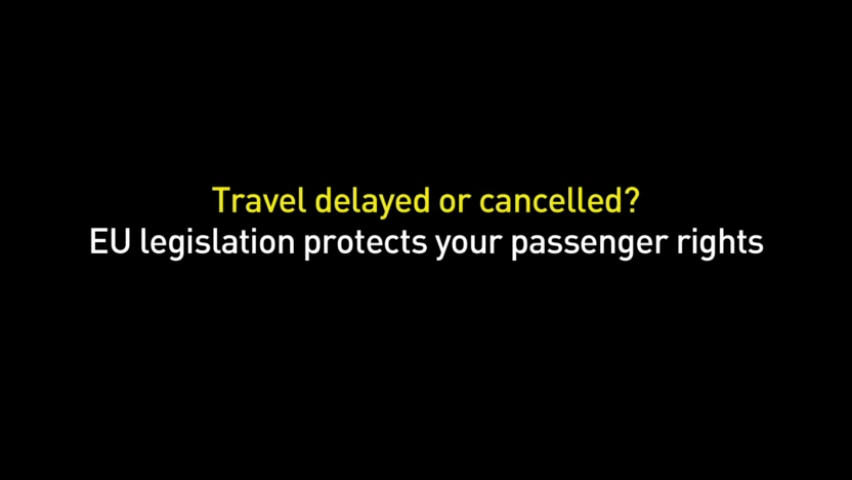 Travel delayed or cancelled?
EU legislation protects your passenger rights